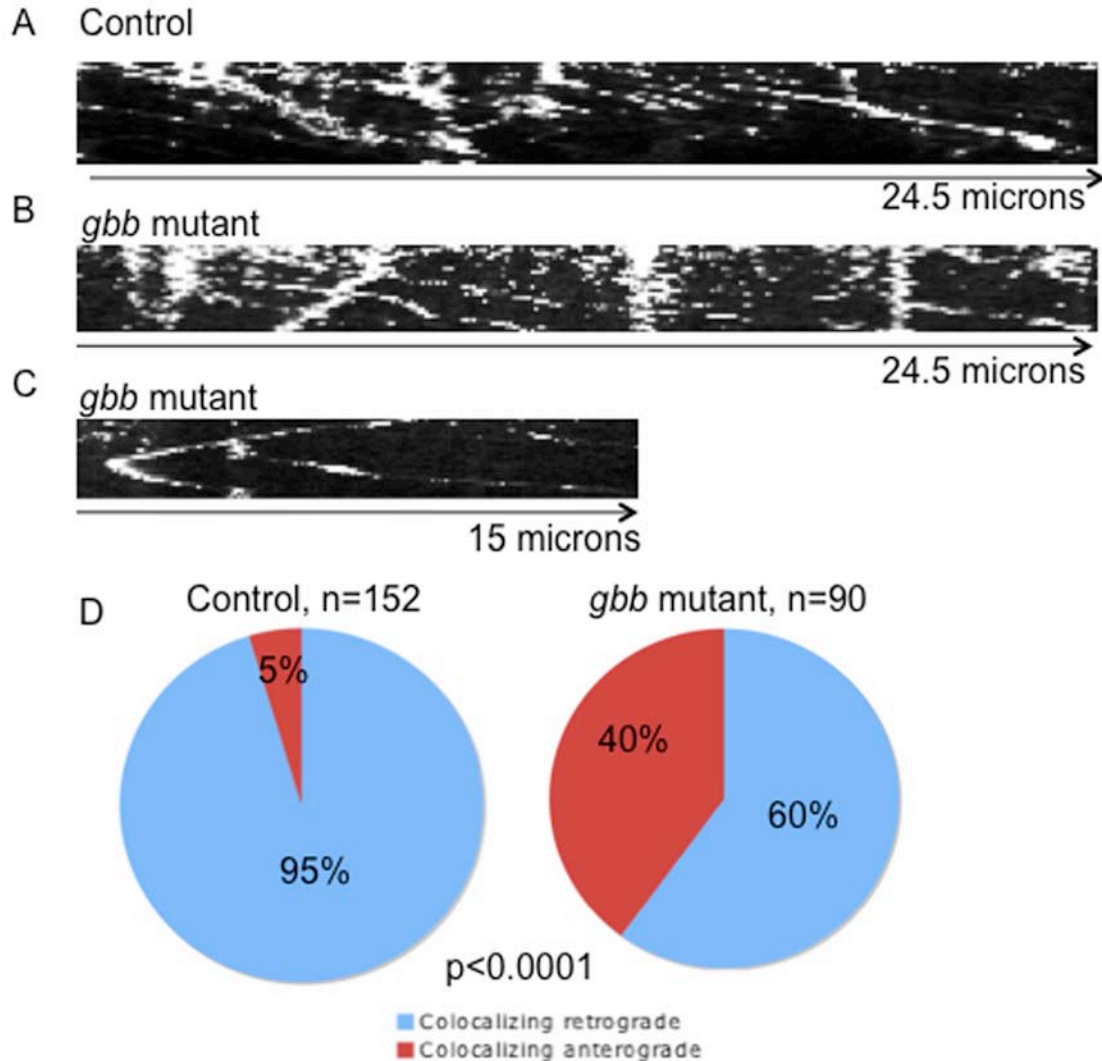 A Control
24.5 microns
B
gbb mutant
24.5 microns
C
gbb mutant
15 microns
D Control, n=152 gbb mutant, n=90
5%
95%
40%
60%
p<0.0001
Colocalizing retrograde
Colocalizing anterograde